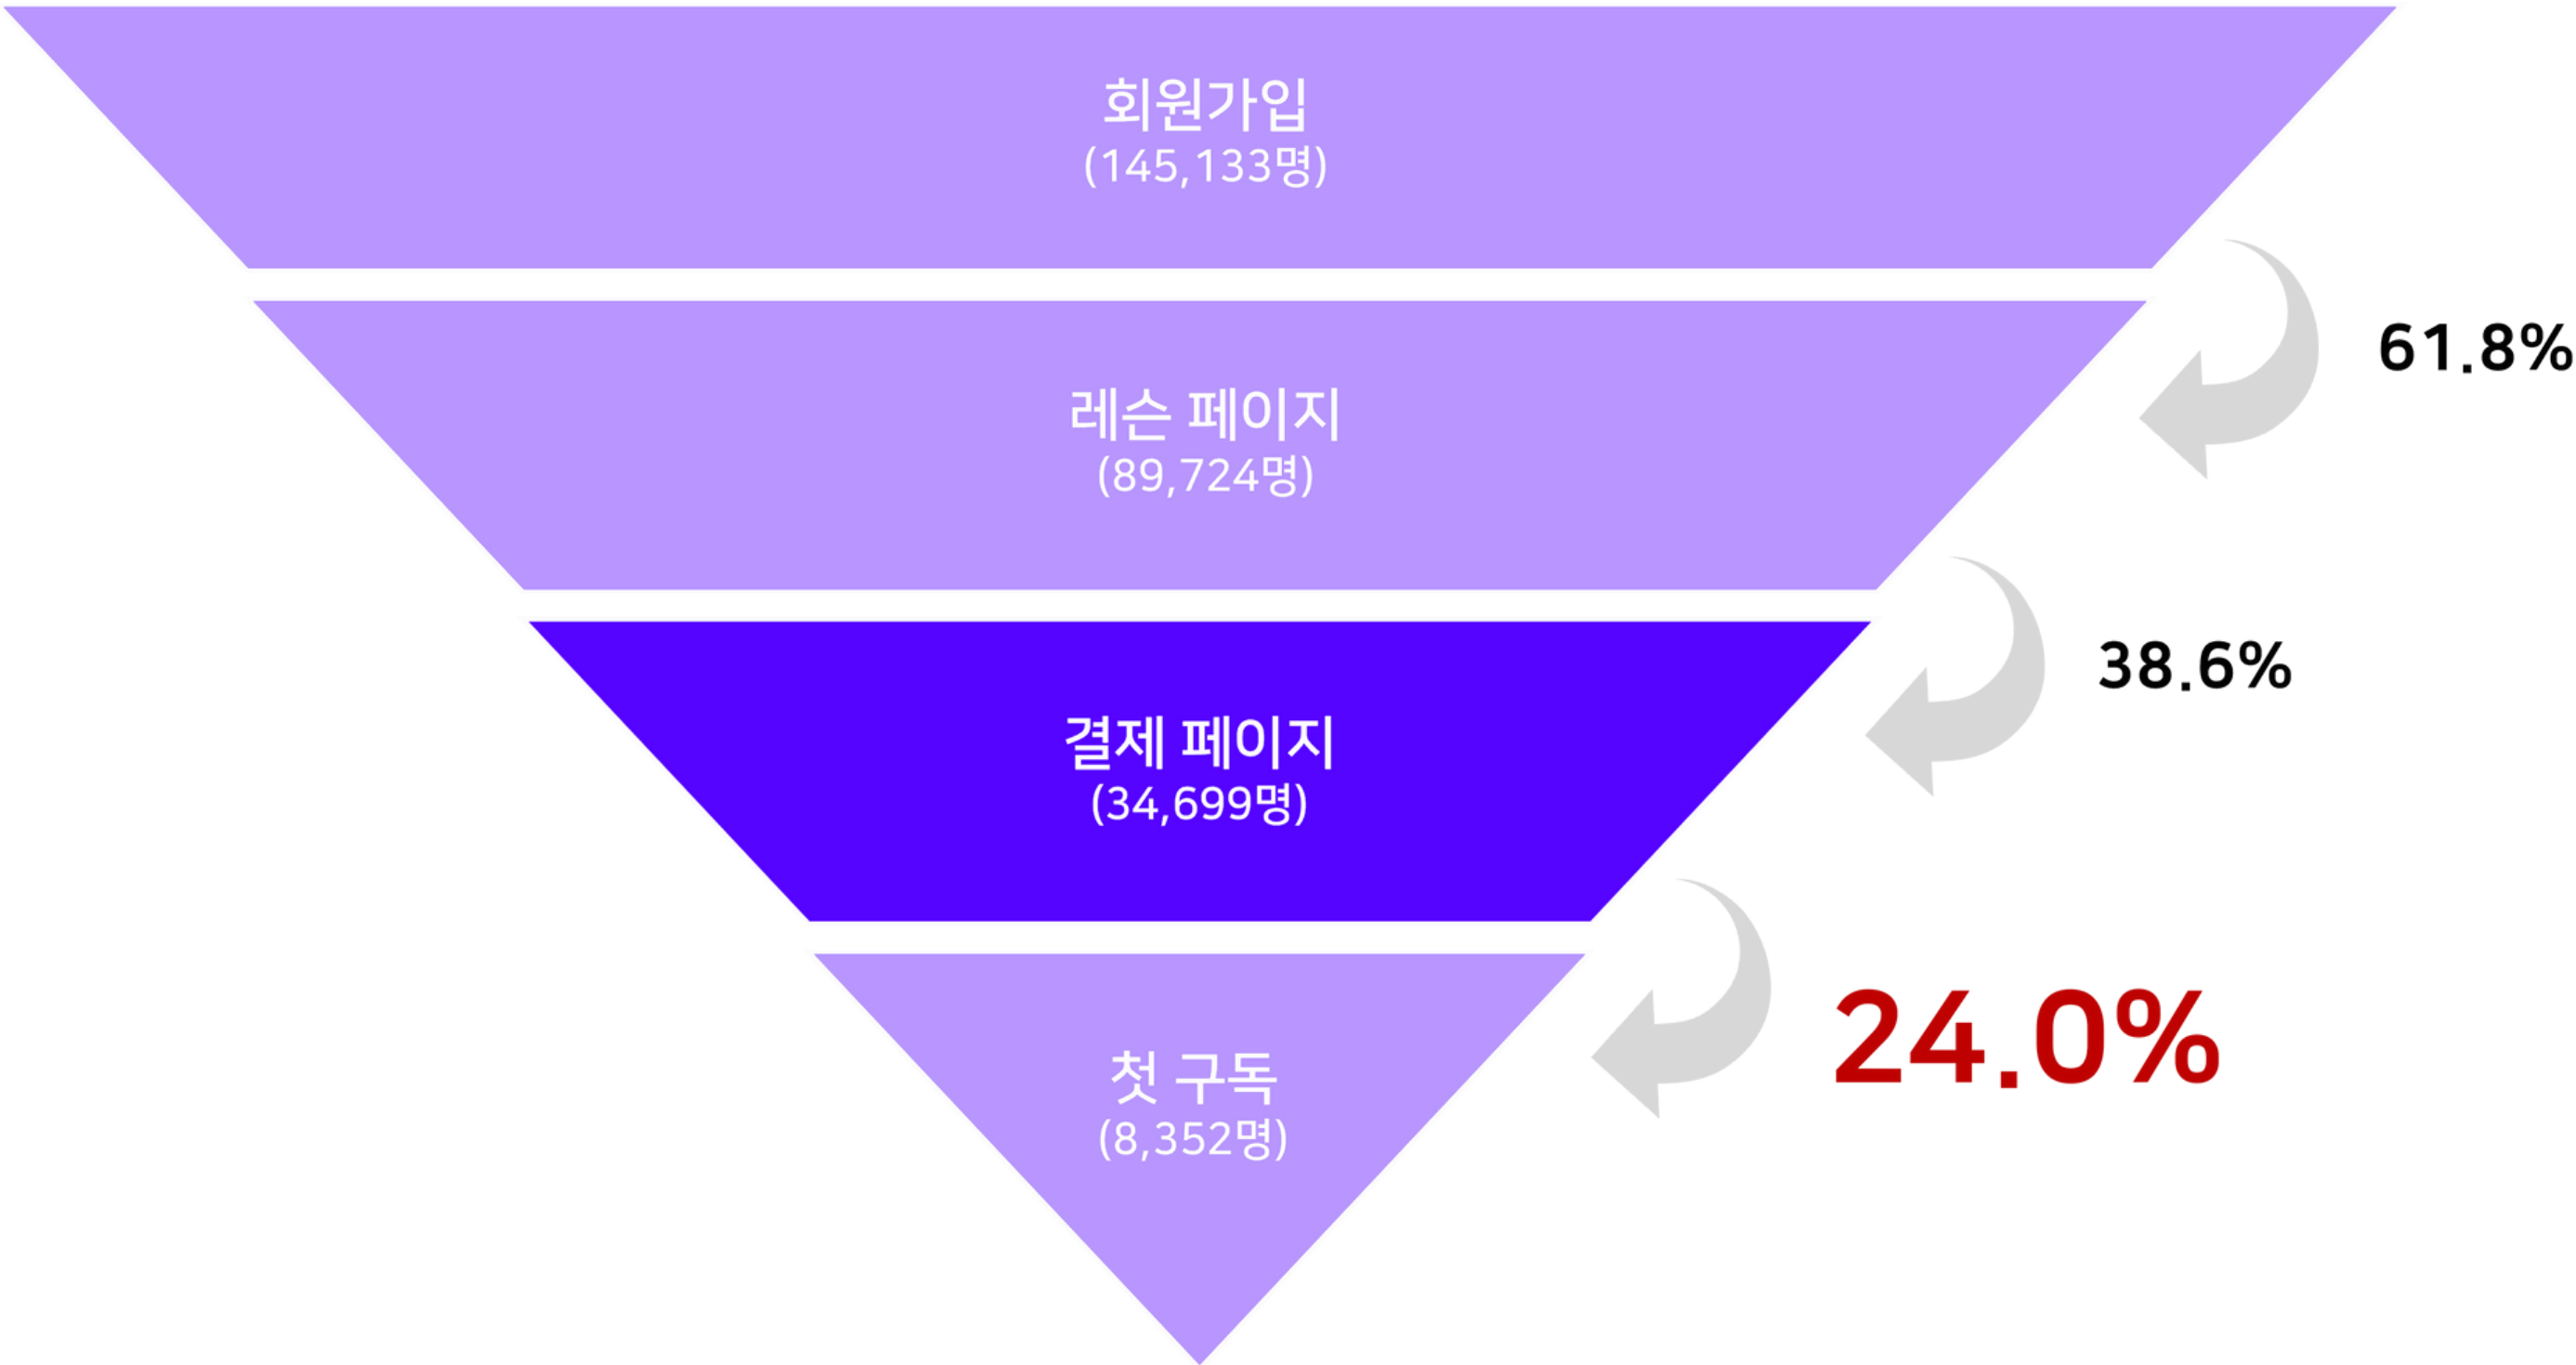 회원가입
(145,133명)
61.8%
레슨 페이지
(89,724명)
38.6%
결제 페이지
(34,699명)
24.0%
첫 구독
(8,352명)